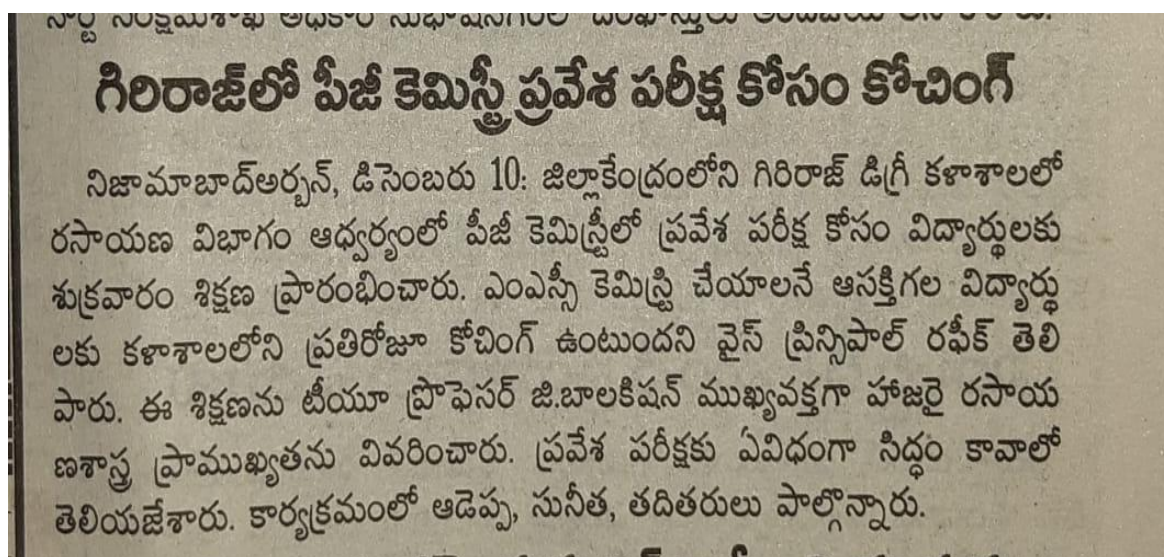 గిరిరాజ్‌లో పీజీ కెమిస్ట్రీ ప్రవేశ పరీక్ష కోసం కోచింగ్
నిజామాబాద్‌అర్బన్, డిసెంబరు 10: జిల్లాకేంద్రంలోని గిరిరాజ్ డిగ్రీ కళాశాలలో
రసాయణ విభాగం ఆధ్వర్యంలో పీజీ కెమిస్ట్రీలో ప్రవేశ పరీక్ష కోసం విద్యార్థులకు
శుక్రవారం శిక్షణ ప్రారంభించారు. ఎంఎస్సీ కెమిస్ట్రి చేయాలనే ఆసక్తిగల విద్యార్థు
లకు కళాశాలలోని ప్రతిరోజూ కోచింగ్ ఉంటుందని వైస్ ప్రిన్సిపాల్ రఫీక్ తెలి
పారు. ఈ శిక్షణను టీయూ ప్రొఫెసర్ జి.బాలకిషన్ ముఖ్యవక్తగా హాజరై రసాయ
ణశాస్త్ర ప్రాముఖ్యతను వివరించారు. ప్రవేశ పరీక్షకు ఏవిధంగా సిద్ధం కావాలో
తెలియజేశారు. కార్యక్రమంలో ఆడెప్ప, సునీత, తదితరులు పాల్గొన్నారు.